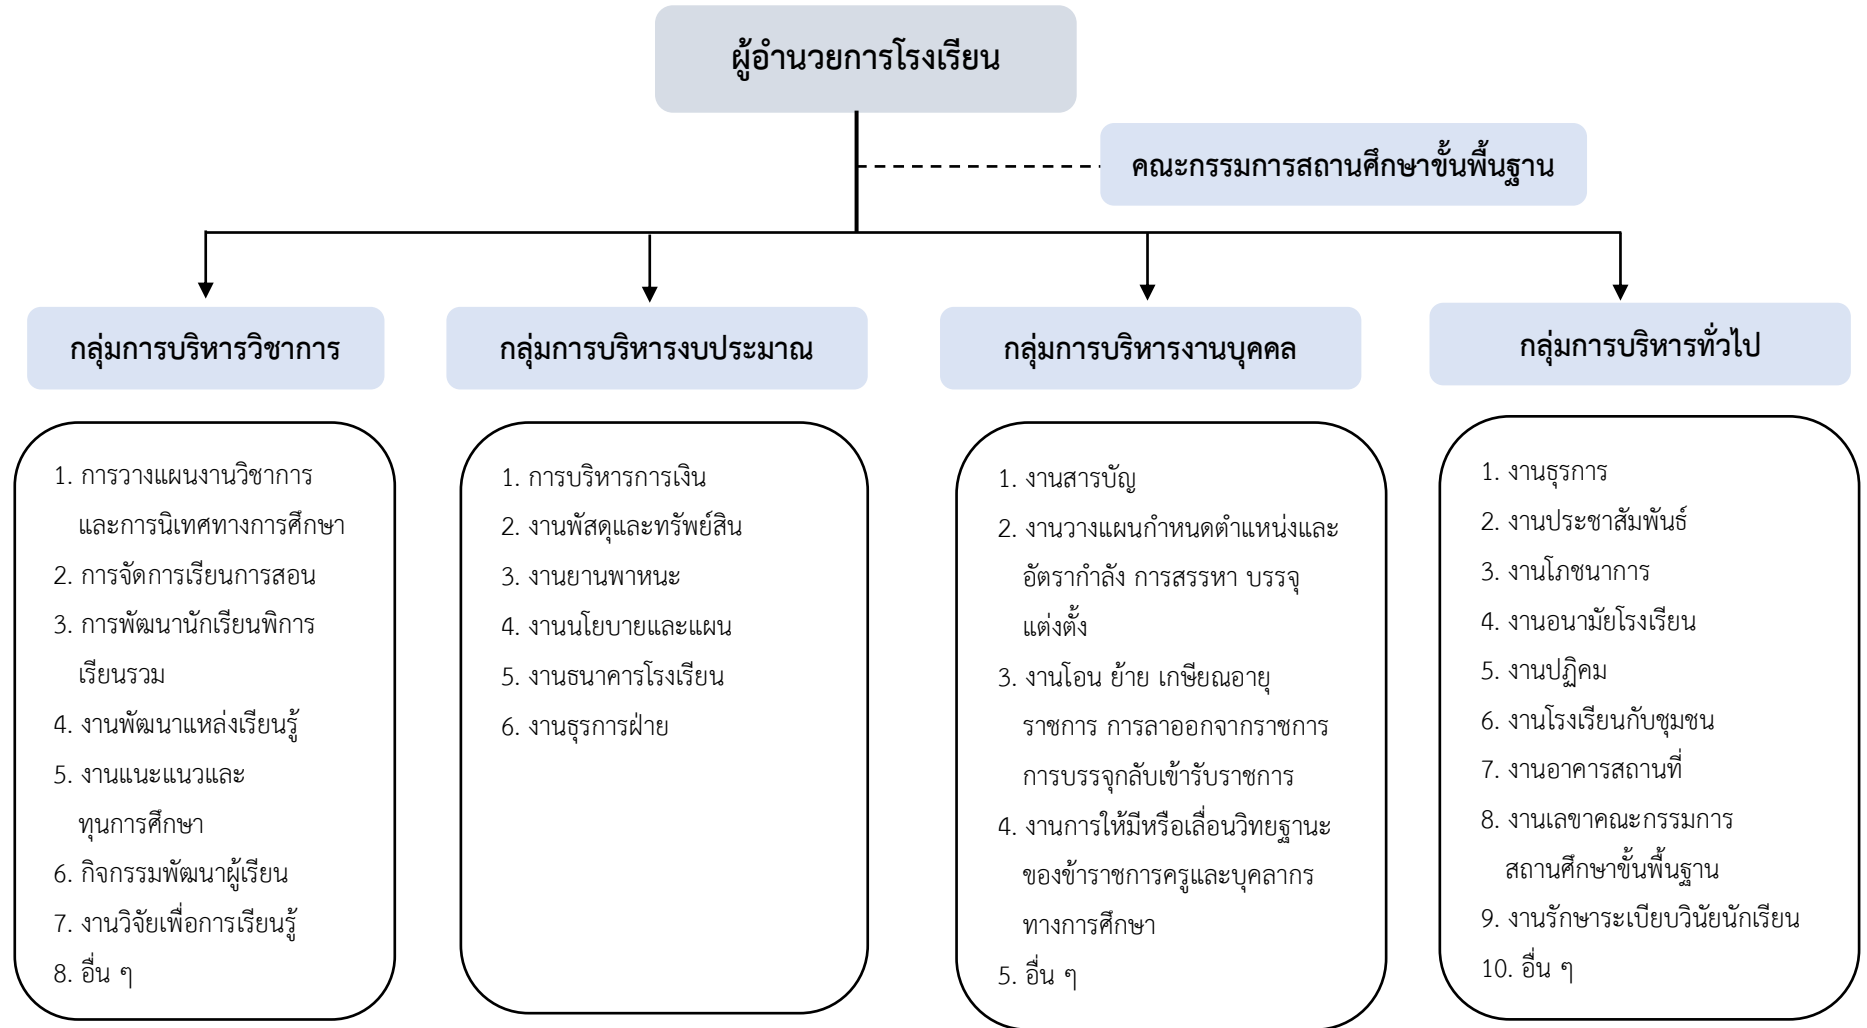 ผู้อำนวยการโรงเรียน
คณะกรรมการสถานศึกษาขั้นพื้นฐาน
กลุ่มการบริหารวิชาการ
1. การวางแผนงานวิชาการ
และการนิเทศทางการศึกษา
2. การจัดการเรียนการสอน
3. การพัฒนานักเรียนพิการ
เรียนรวม
4. งานพัฒนาแหล่งเรียนรู้
5. งานแนะแนวและ
ทุนการศึกษา
6. กิจกรรมพัฒนาผู้เรียน
7. งานวิจัยเพื่อการเรียนรู้
8. อื่น ๆ
กลุ่มการบริหารงบประมาณ
1. การบริหารการเงิน
2. งานพัสดุและทรัพย์สิน
3. งานยานพาหนะ
4. งานนโยบายและแผน
5. งานธนาคารโรงเรียน
6. งานธุรการฝ่าย
กลุ่มการบริหารงานบุคคล
1. งานสารบัญ
2. งานวางแผนกำหนดตำแหน่งและ
อัตรากำลัง การสรรหา บรรจุ
แต่งตั้ง
3. งานโอน ย้าย เกษียณอายุ
ราชการ การลาออกจากราชการ
การบรรจุกลับเข้ารับราชการ
4. งานการให้มีหรือเลื่อนวิทยฐานะ
ของข้าราชการครูและบุคลากร
ทางการศึกษา
5. อื่น ๆ
กลุ่มการบริหารทั่วไป
1. งานธุรการ
2. งานประชาสัมพันธ์
3. งานโภชนาการ
4. งานอนามัยโรงเรียน
5. งานปฏิคม
6. งานโรงเรียนกับชุมชน
7. งานอาคารสถานที่
8. งานเลขาคณะกรรมการ
สถานศึกษาขั้นพื้นฐาน
9. งานรักษาระเบียบวินัยนักเรียน
10. อื่น ๆ